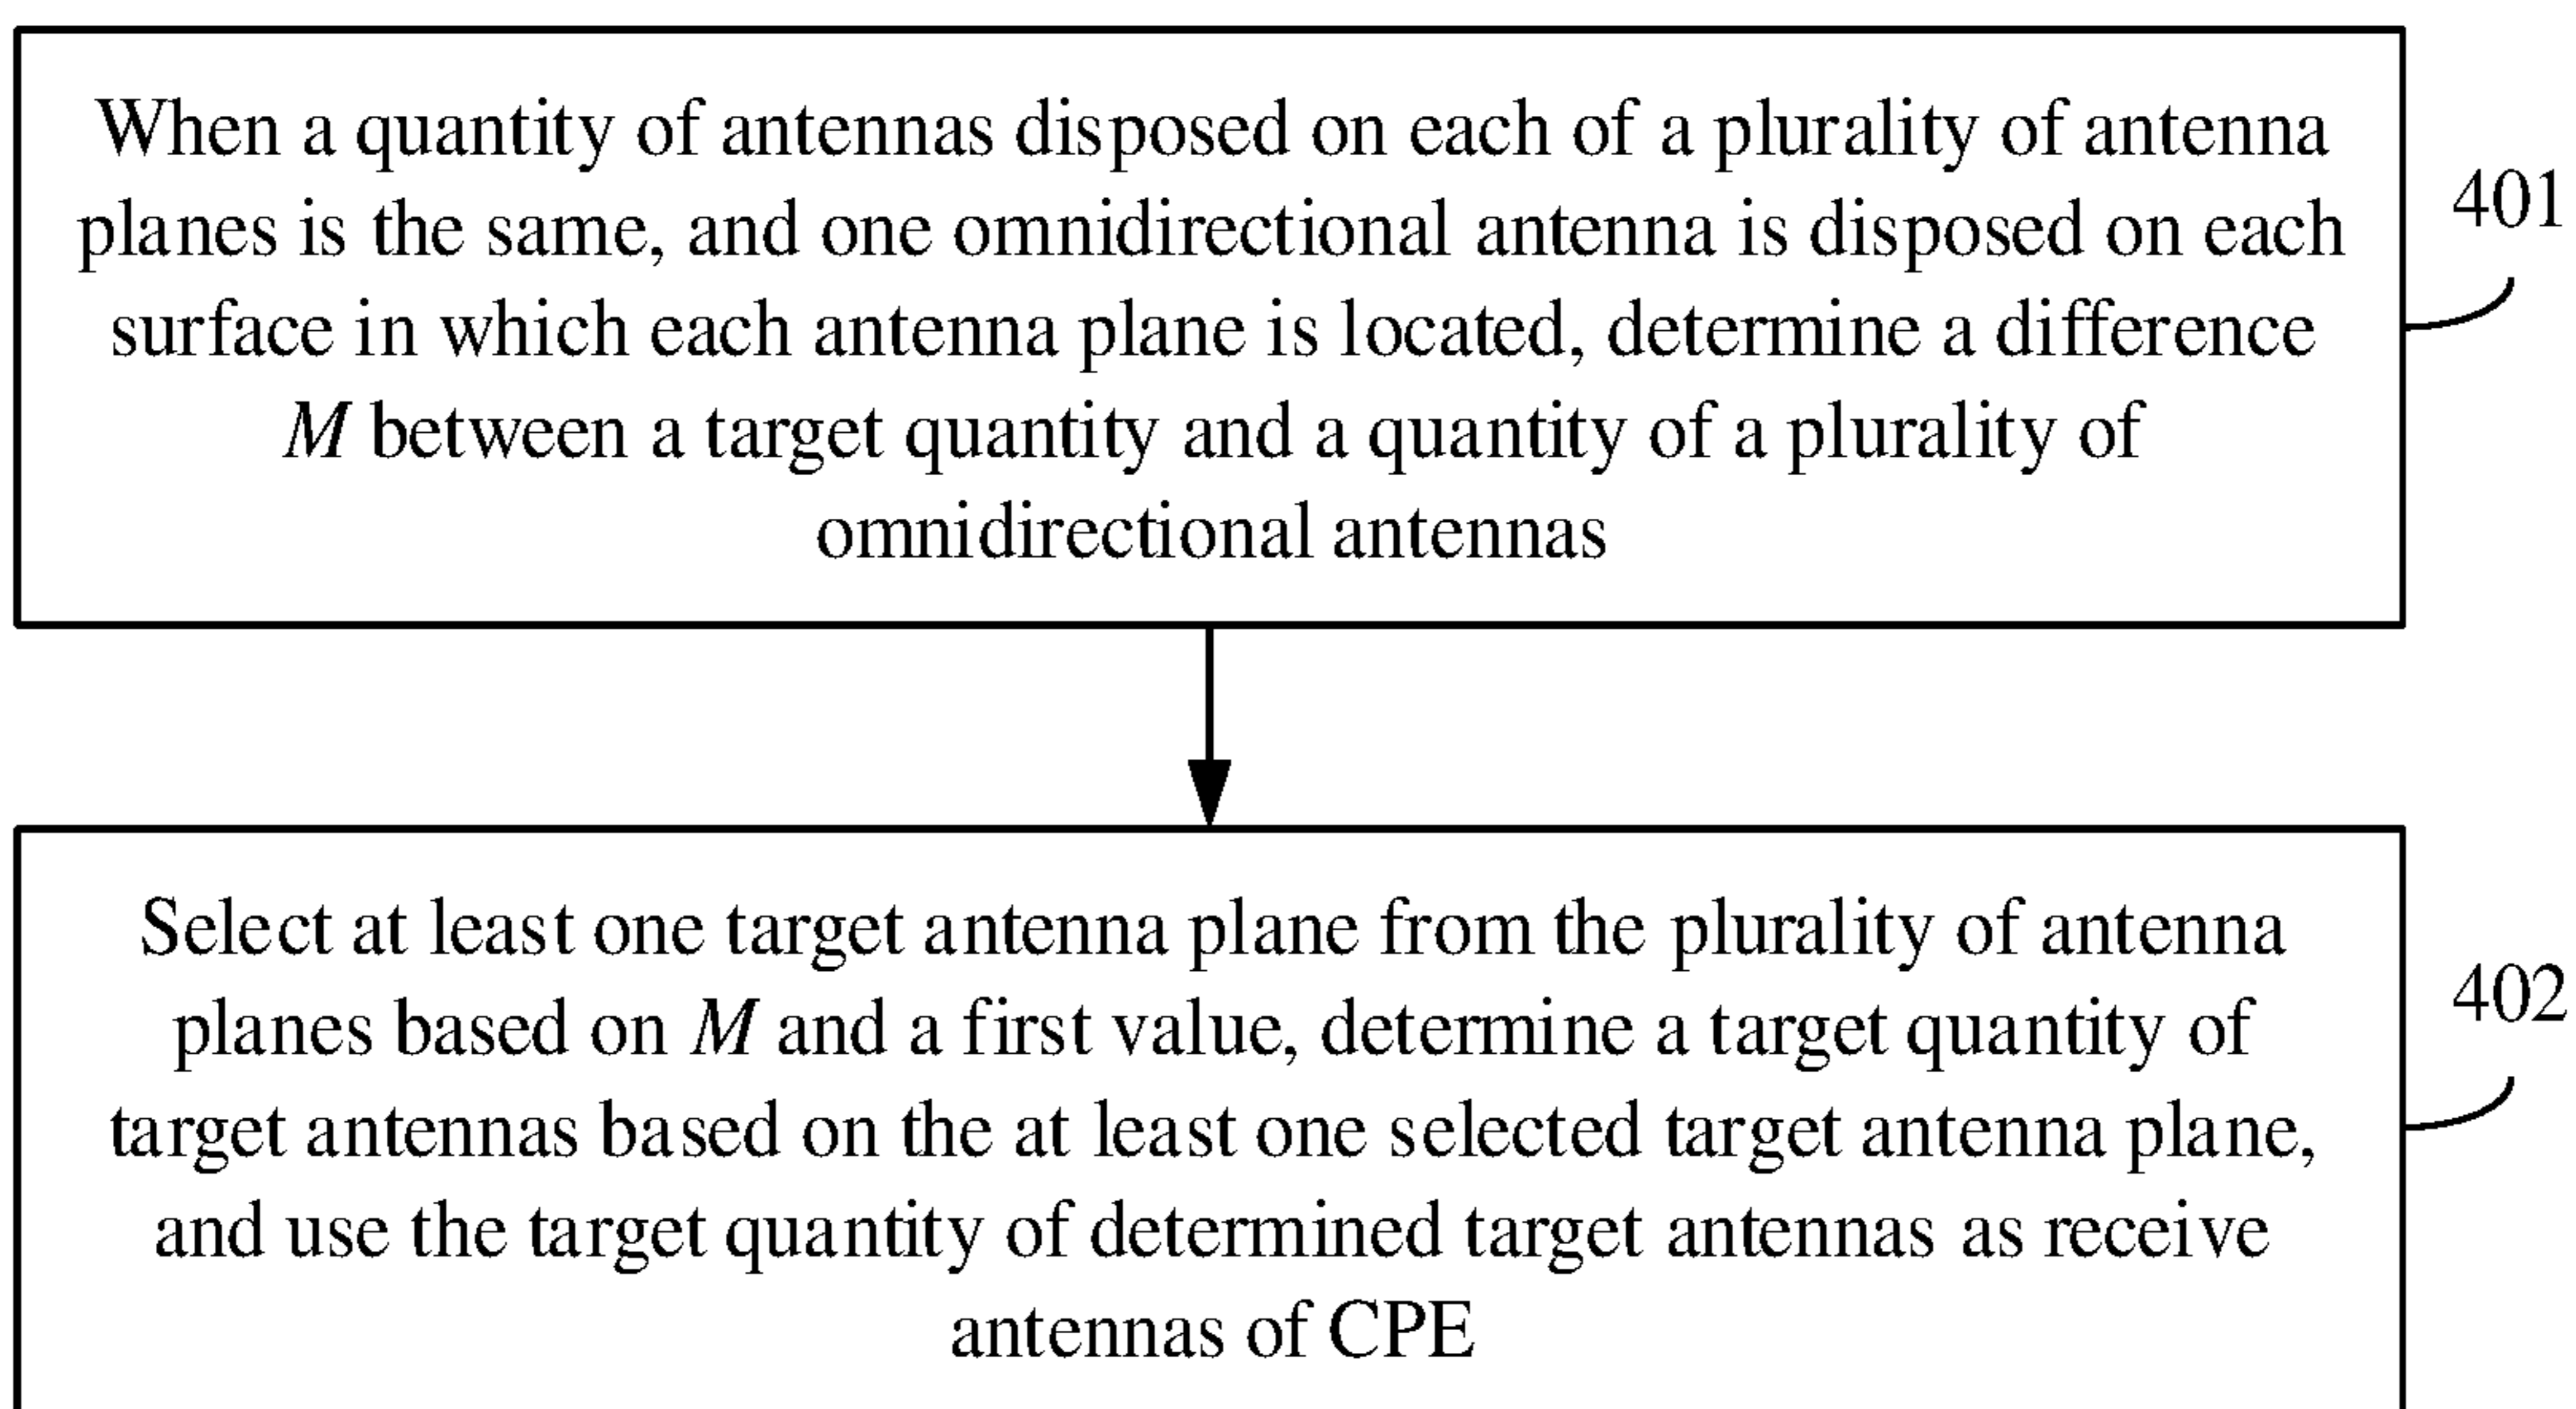 When a quantity of antennas disposed on each of a plurality of antenna
planes is the same, and one omnidirectional antenna is disposed on each
surface in which each antenna plane is located, determine a difference
M between a target quantity and a quantity of a plurality of
omnidirectional antennas
401
Select at least one target antenna plane from the plurality of antenna
planes based on M and a first value, determine a target quantity of
target antennas based on the at least one selected target antenna plane,
and use the target quantity of determined target antennas as receive
antennas of CPE
402